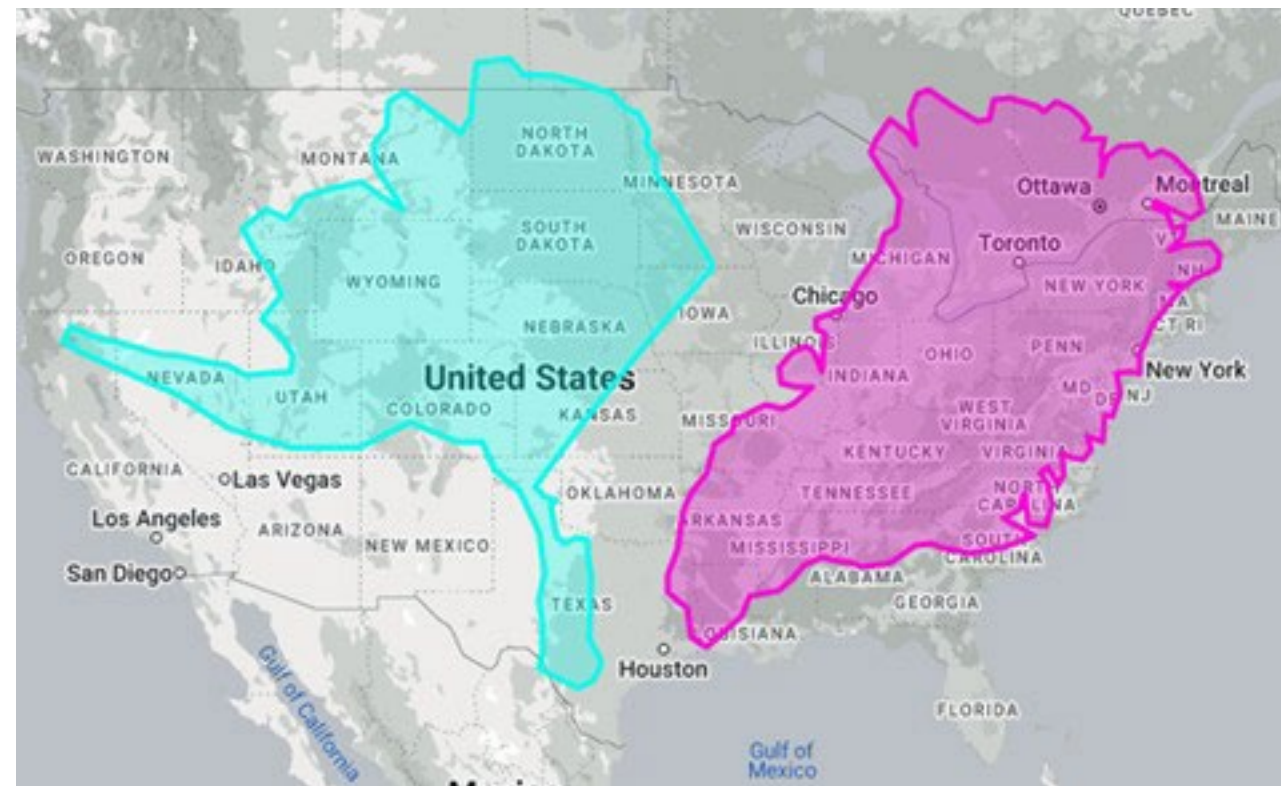 QUEBEC
WASHINGTON
MONTANA
NORTH
DAKOTA
MINNESOTA
Ottawa
Montreal
MAINE
OREGON
IDAHO
WYOMING
SOUTH
DAKOTA
WISCONSIN
MICHIGAN
Toronto
NEW YORK
NH
MA
CT RI
Chicago
NEBRASKA
IOWA
ILLINOIS
INDIANA
OHIO
PENN
New York
NEVADA
UTAH
United States
COLORADO
KANSAS
MISSOURI
WEST
VIRGINIA
MD
DE
NJ
KENTUCKY
VIRGINIA
CALIFORNIA
Las Vegas
OKLAHOMA
TENNESSEE
NORTH
CAROLINA
Los Angeles
ARIZONA
NEW MEXICO
ARKANSAS
MISSISSIPPI
SOUTH
CAROLINA
San Diego
ALABAMA
GEORGIA
TEXAS
LOUISIANA
Houston
Gulf of California
FLORIDA
Gulf of
Mexico